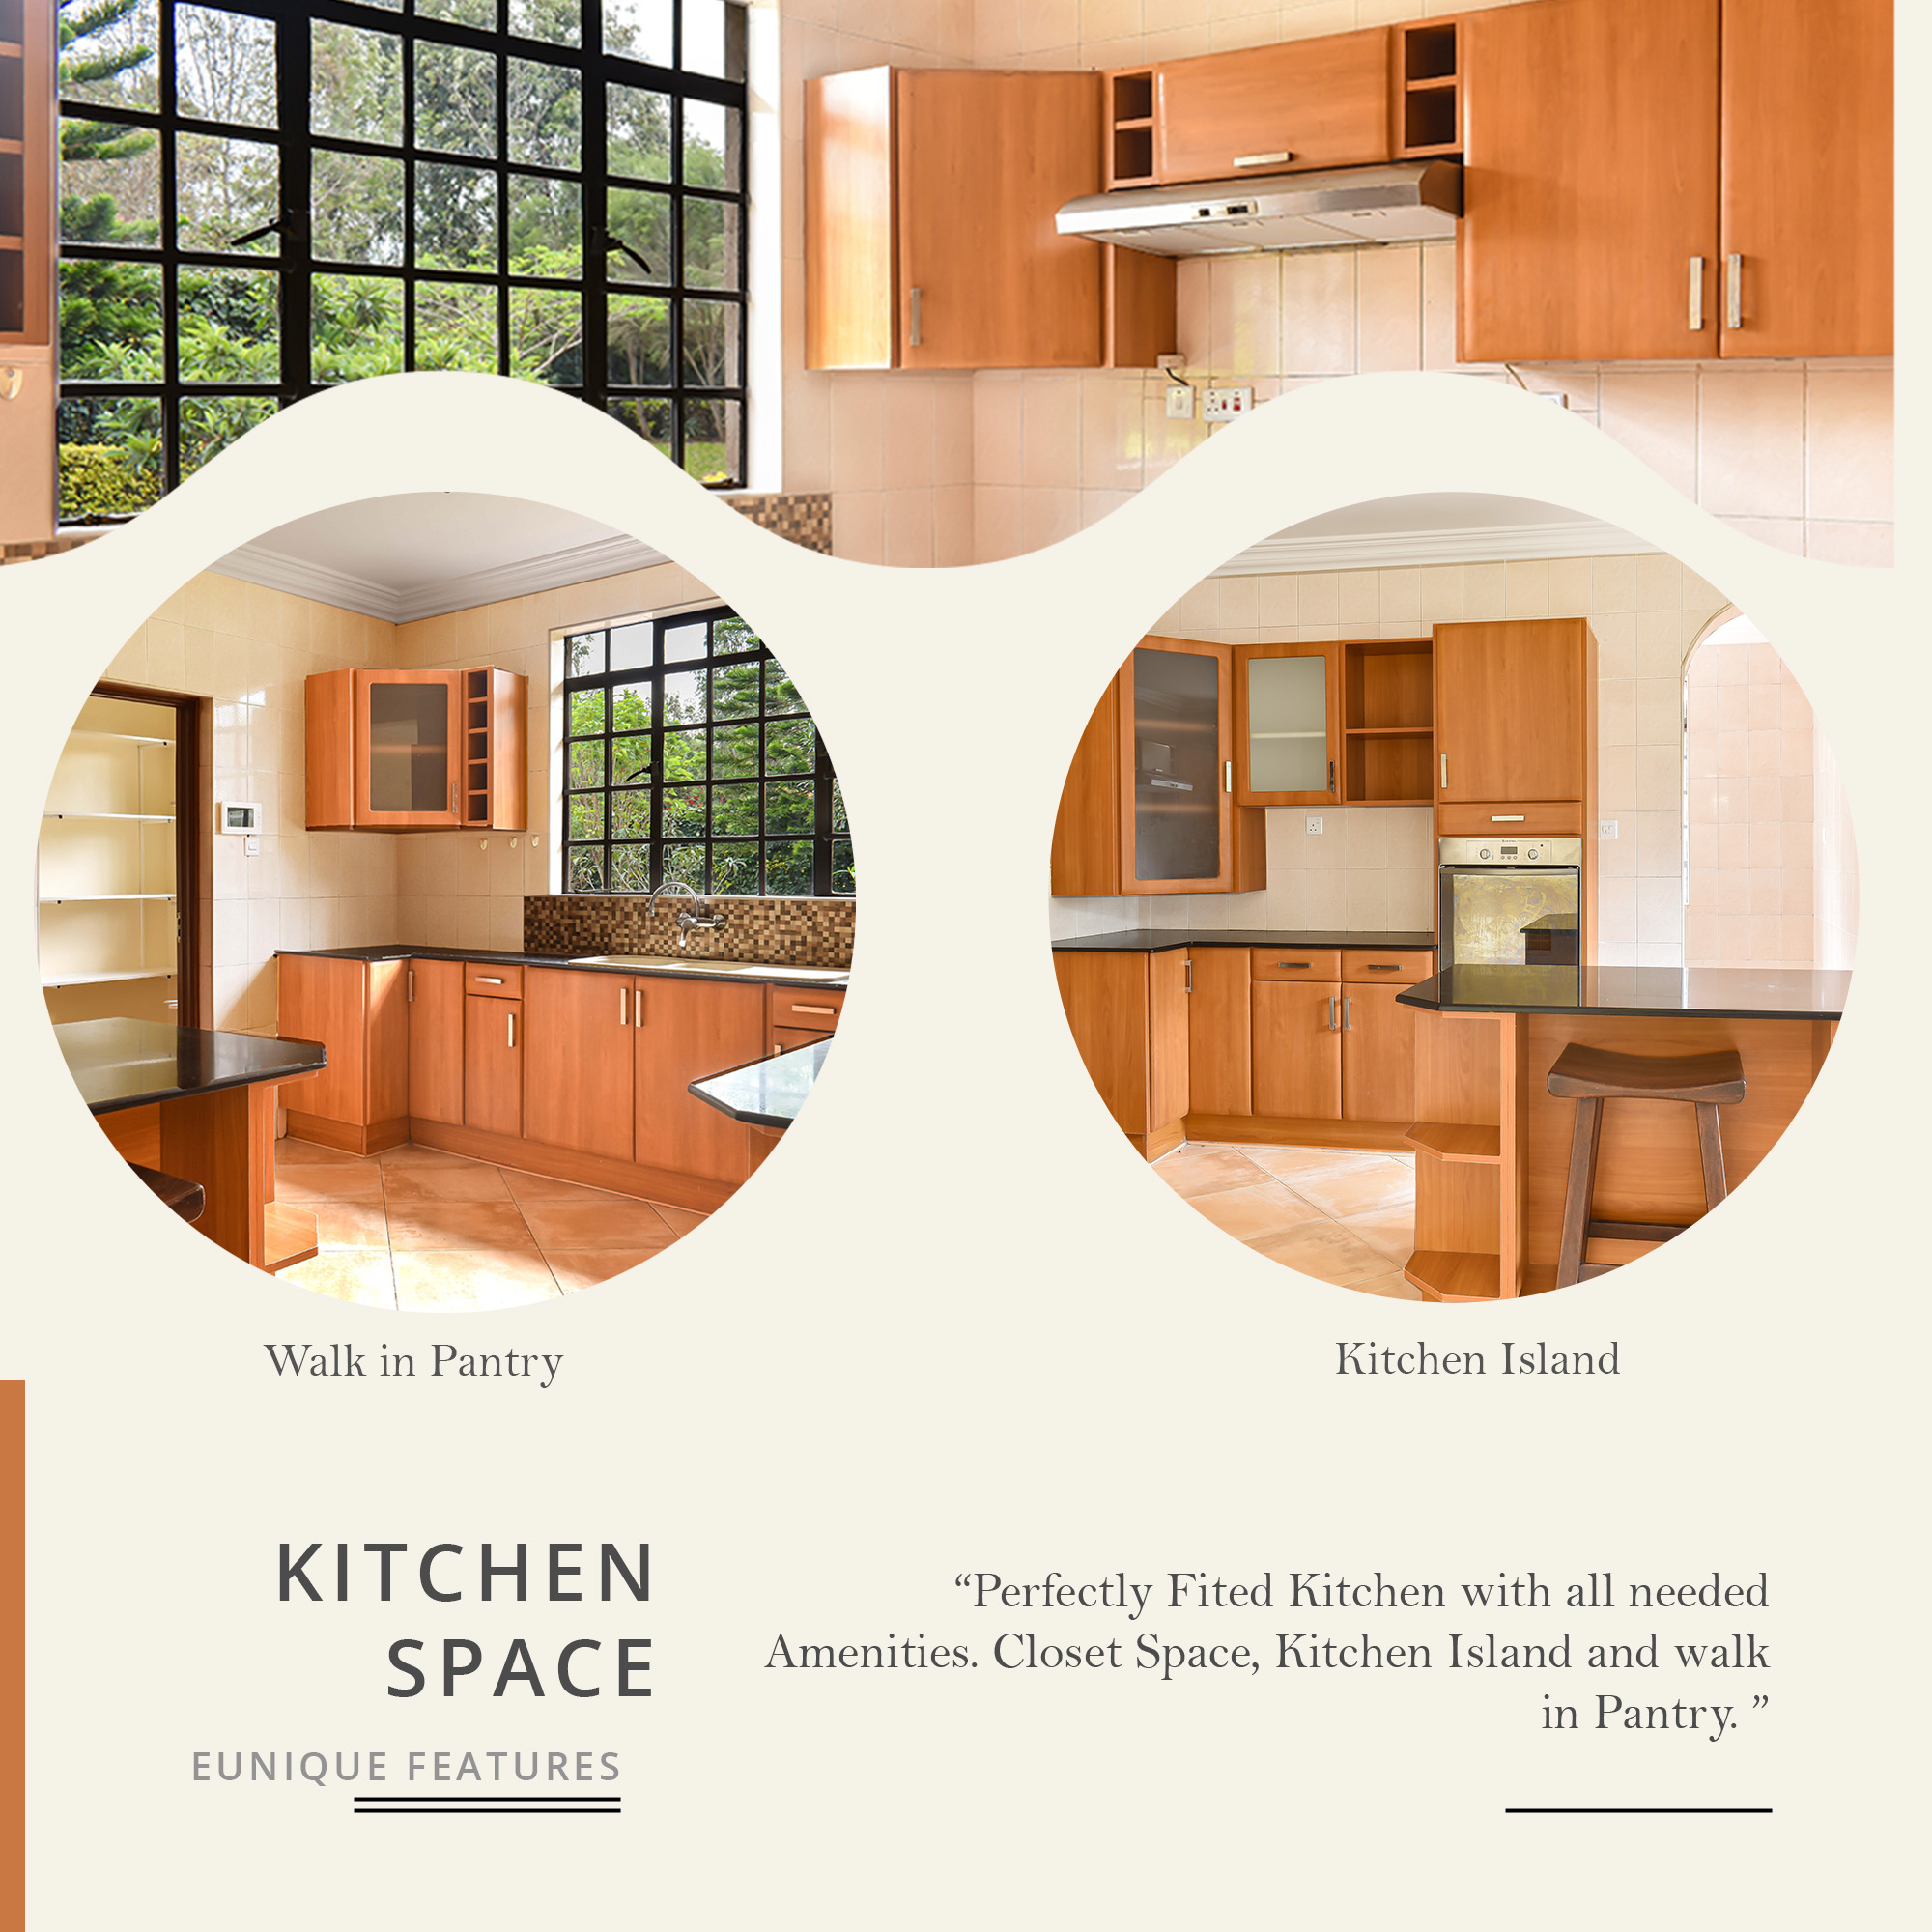 Walk in Pantry
Kitchen Island
KITCHEN
SPACE
EUNIQUE FEATURES
“Perfectly Fited Kitchen with all needed
Amenities. Closet Space, Kitchen Island and walk
in Pantry. ”